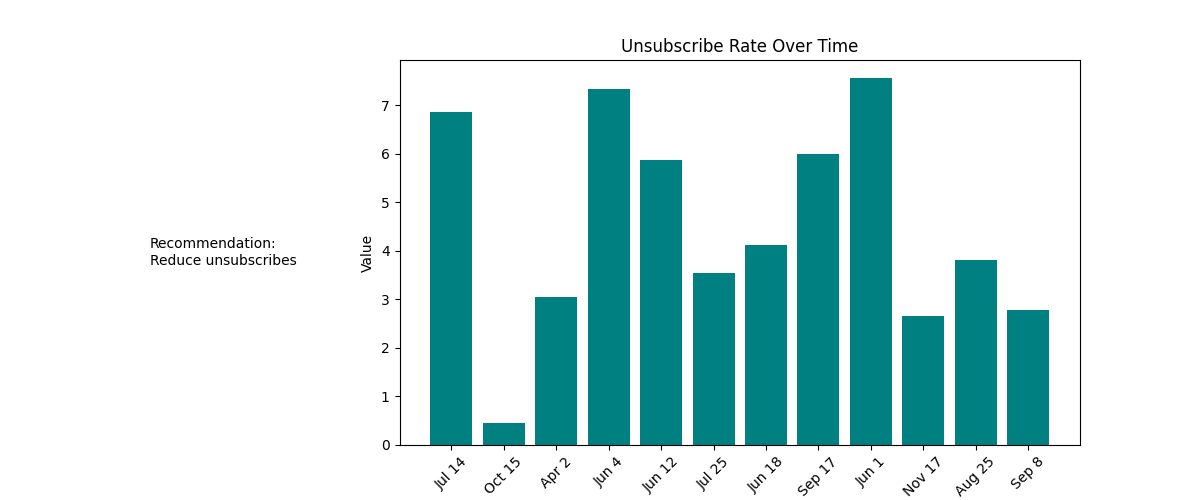 Unsubscribe Rate Over Time
Recommendation:
Reduce unsubscribes
Value
7
6
5
4
3
2
1
0
Jul 14
Oct 15
Apr 2
Jun 4
Jun 12
Jul 25
Jun 18
Sep 17
Jun 1
Nov 17
Aug 25
Sep 8